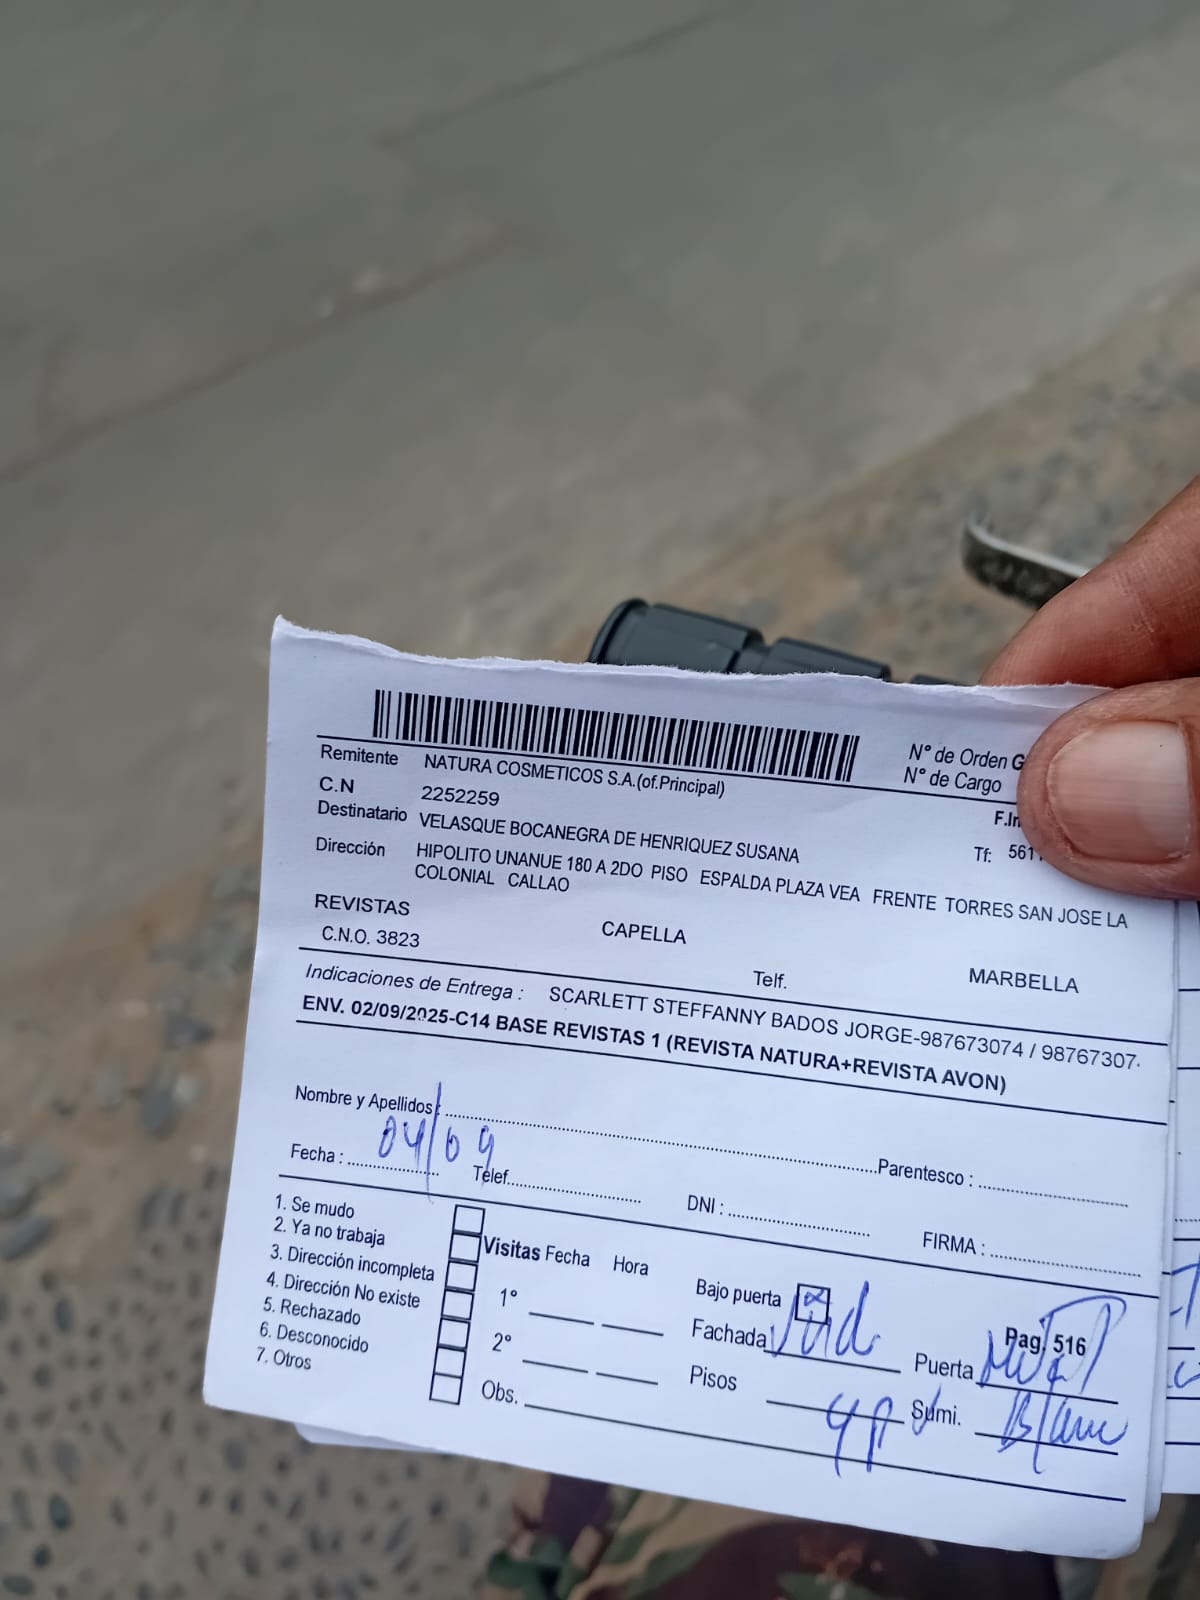 N° de Orden G
Remitente NATURA COSMETICOS S.A.(of.Principal) N° de Cargo
C.N 2252259 F.In
Destinatario VELASQUE BOCANEGRA DE HENRIQUEZ SUSANA Tf: 561
Dirección HIPOLITO UNANUE 180 A 2DO PISO ESPALDA PLAZA VEA FRENTE TORRES SAN JOSE LA
COLONIAL CALLAO
REVISTAS CAPELLA MARBELLA
C.N.O. 3823 Telf.
Indicaciones de Entrega : SCARLETT STEFFANNY BADOS JORGE-987673074 / 98767307
ENV. 02/09/2025-C14 BASE REVISTAS 1 (REVISTA NATURA+REVISTA AVON)
Nombre y Apellidos : Parentesco :
Fecha : 04/09 Telef. DNI : FIRMA :
1. Se mudo
2. Ya no trabaja
3. Dirección incompleta
4. Dirección No existe
5. Rechazado
6. Desconocido
7. Otros
Visitas Fecha Hora
1°
2°
Obs.
Bajo puerta
Fachada
Pisos 4P
Pag. 516
Puerta
Sumi.